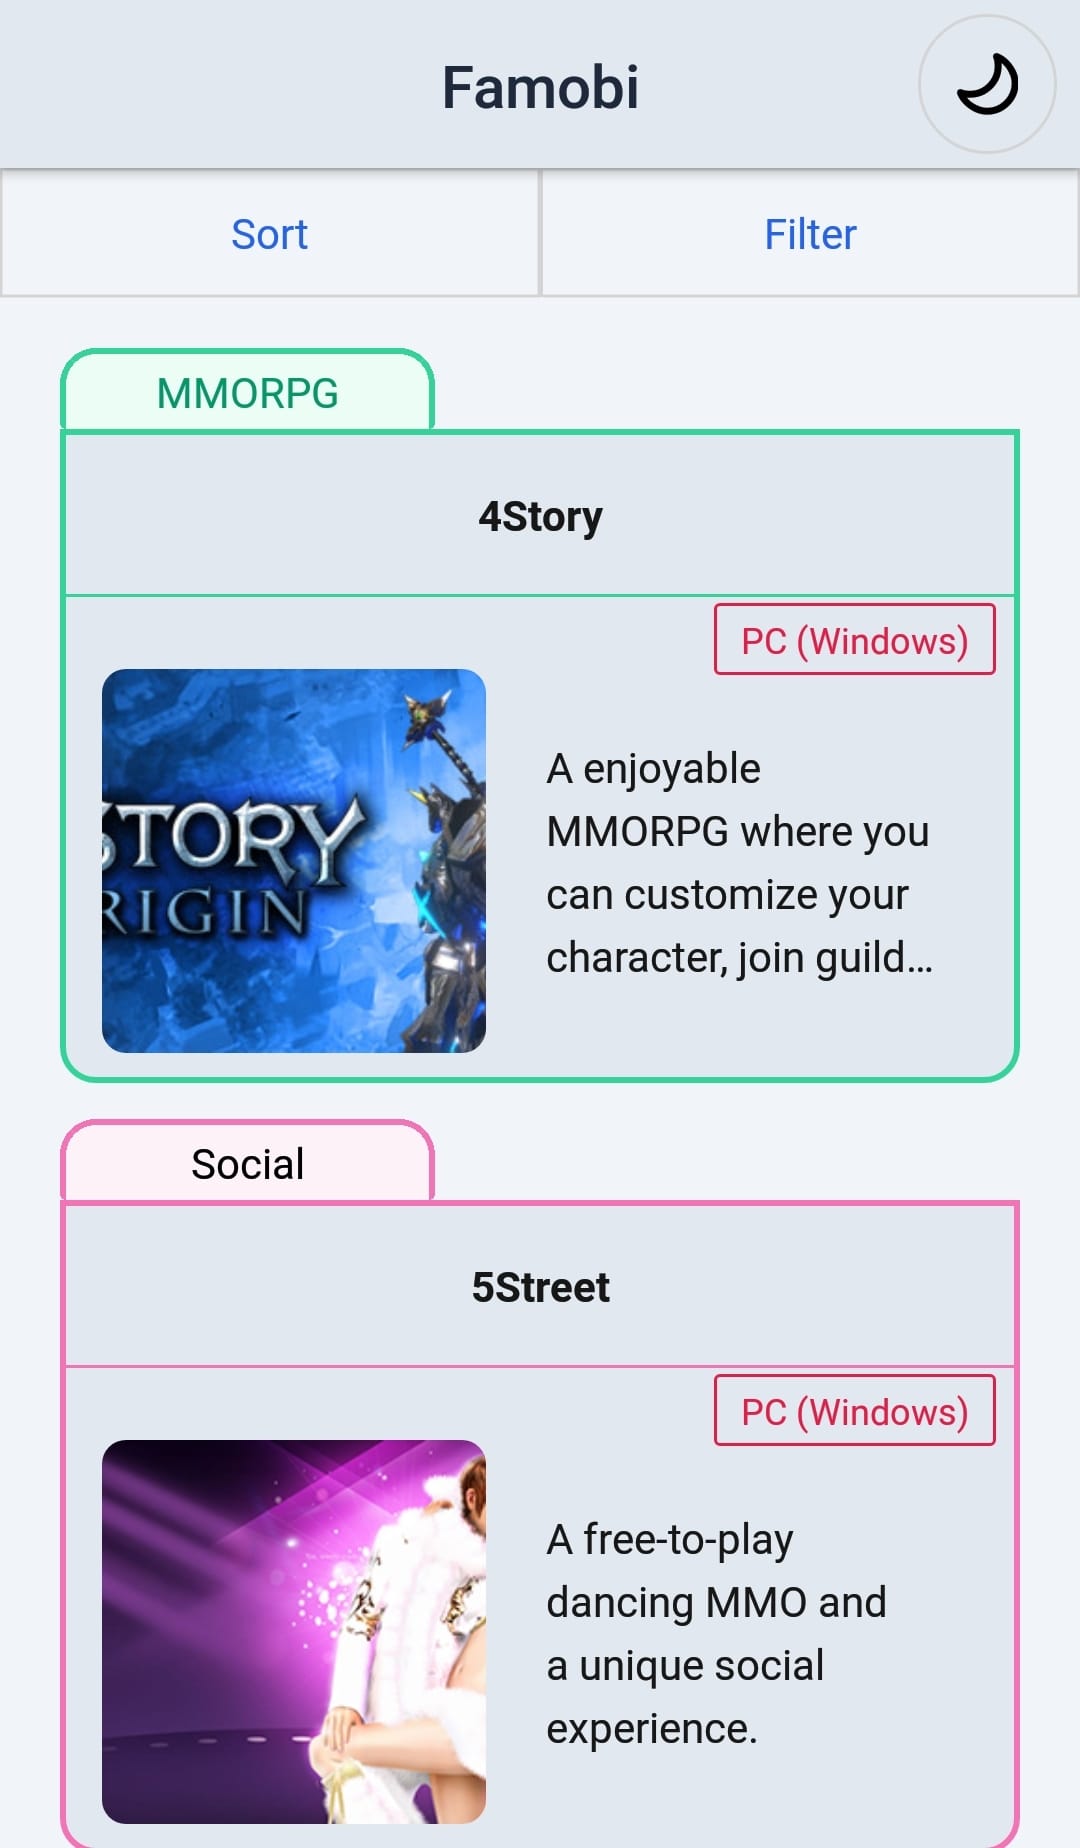 Famobi
Sort
Filter
MMORPG
4Story
PC (Windows)
STORY
RIGIN
A enjoyable
MMORPG where you
can customize your
character, join guild...
Social
5Street
PC (Windows)
A free-to-play
dancing MMO and
a unique social
experience.